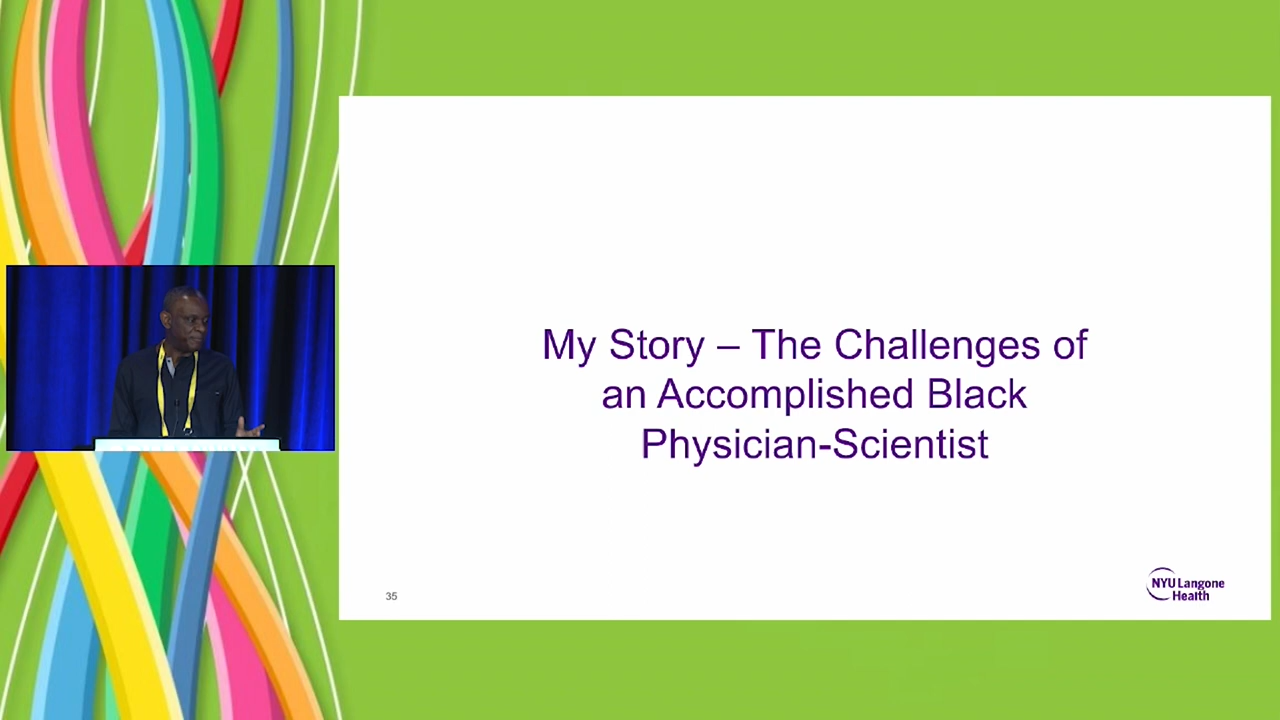 My Story – The Challenges of
an Accomplished Black
Physician-Scientist
35
NYU Langone
Health